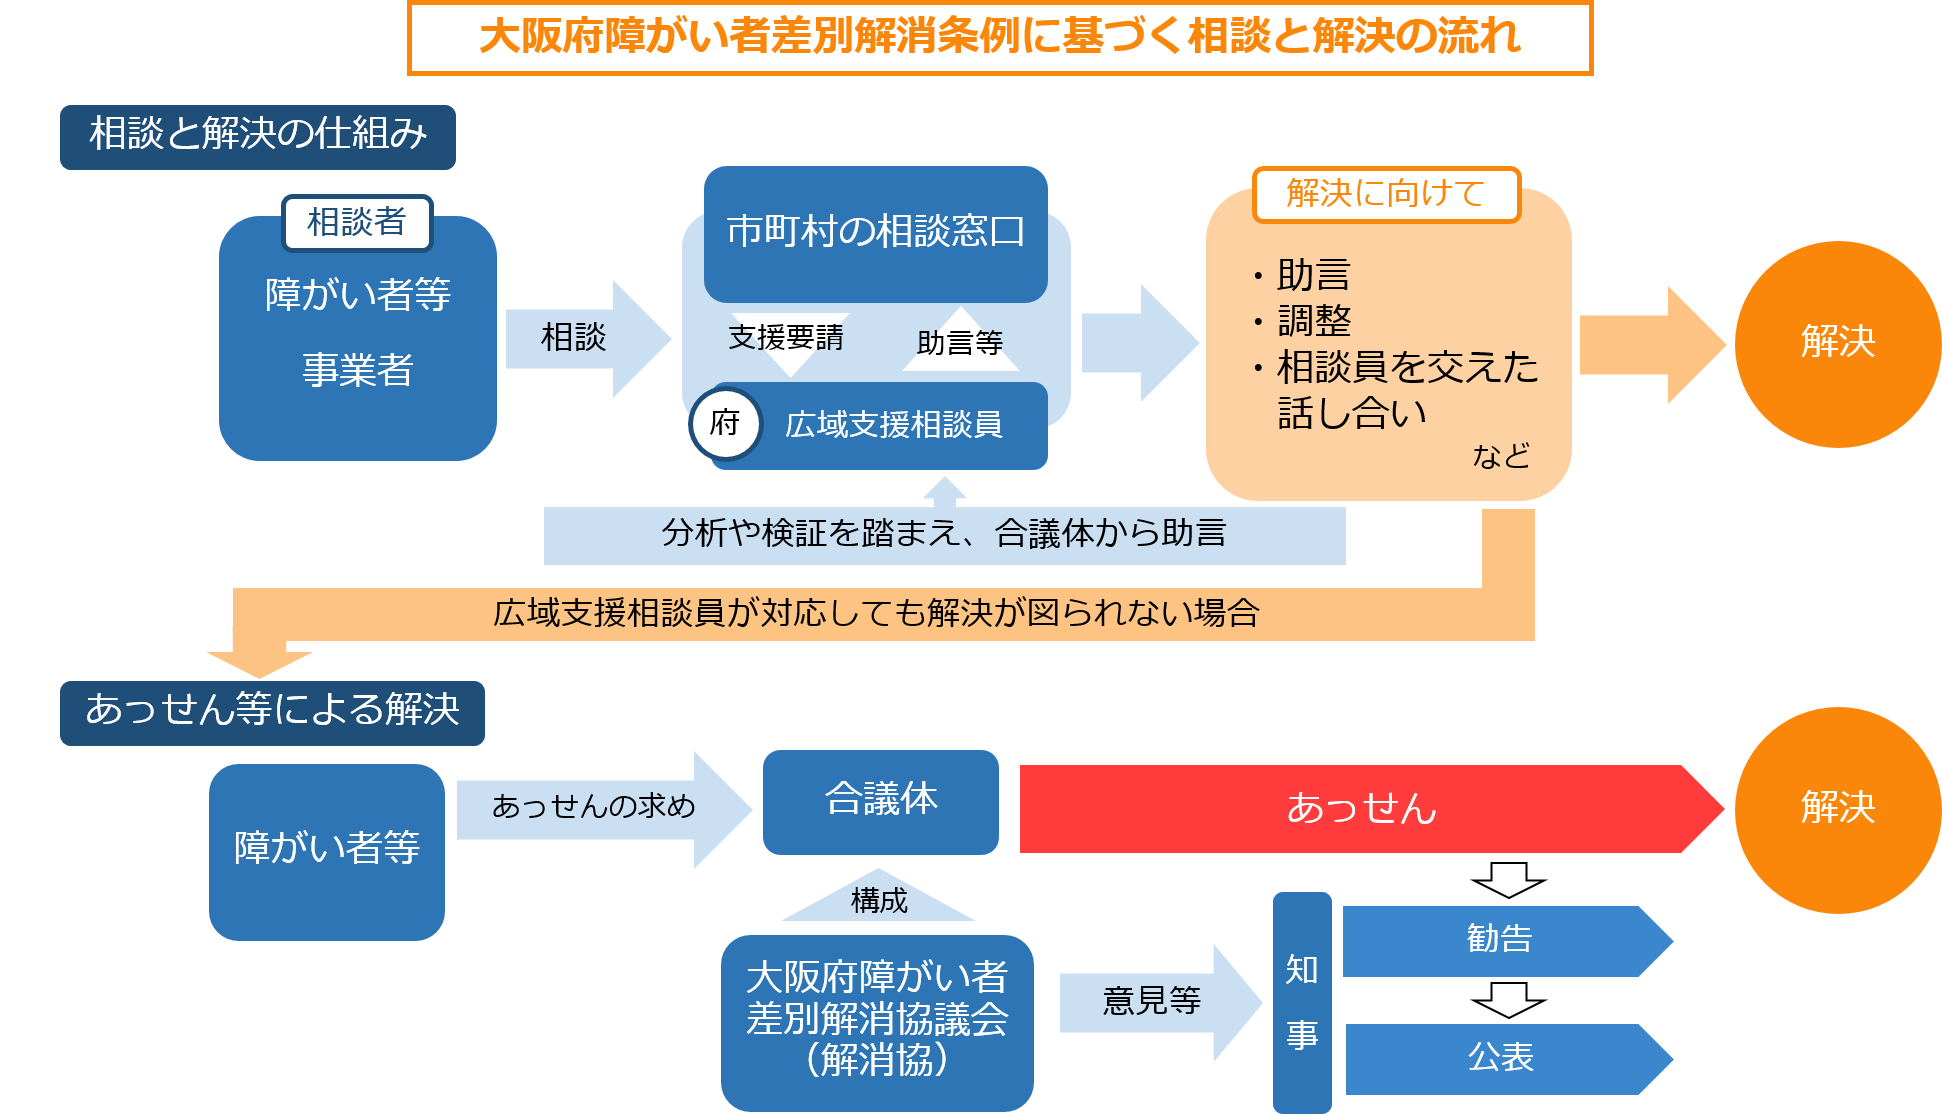 大阪府障がい者差別解消条例に基づく相談と解決の流れ
相談と解決の仕組み
相談者
障がい者等
事業者
相談
市町村の相談窓口
支援要請
助言等
府
広域支援相談員
解決に向けて
・助言
・調整
・相談員を交えた
話し合い
など
解決
分析や検証を踏まえ、合議体から助言
広域支援相談員が対応しても解決が図られない場合
あっせん等による解決
障がい者等
あっせんの求め
合議体
あっせん
解決
構成
大阪府障がい者
差別解消協議会
（解消協）
意見等
知
事
勧告
公表